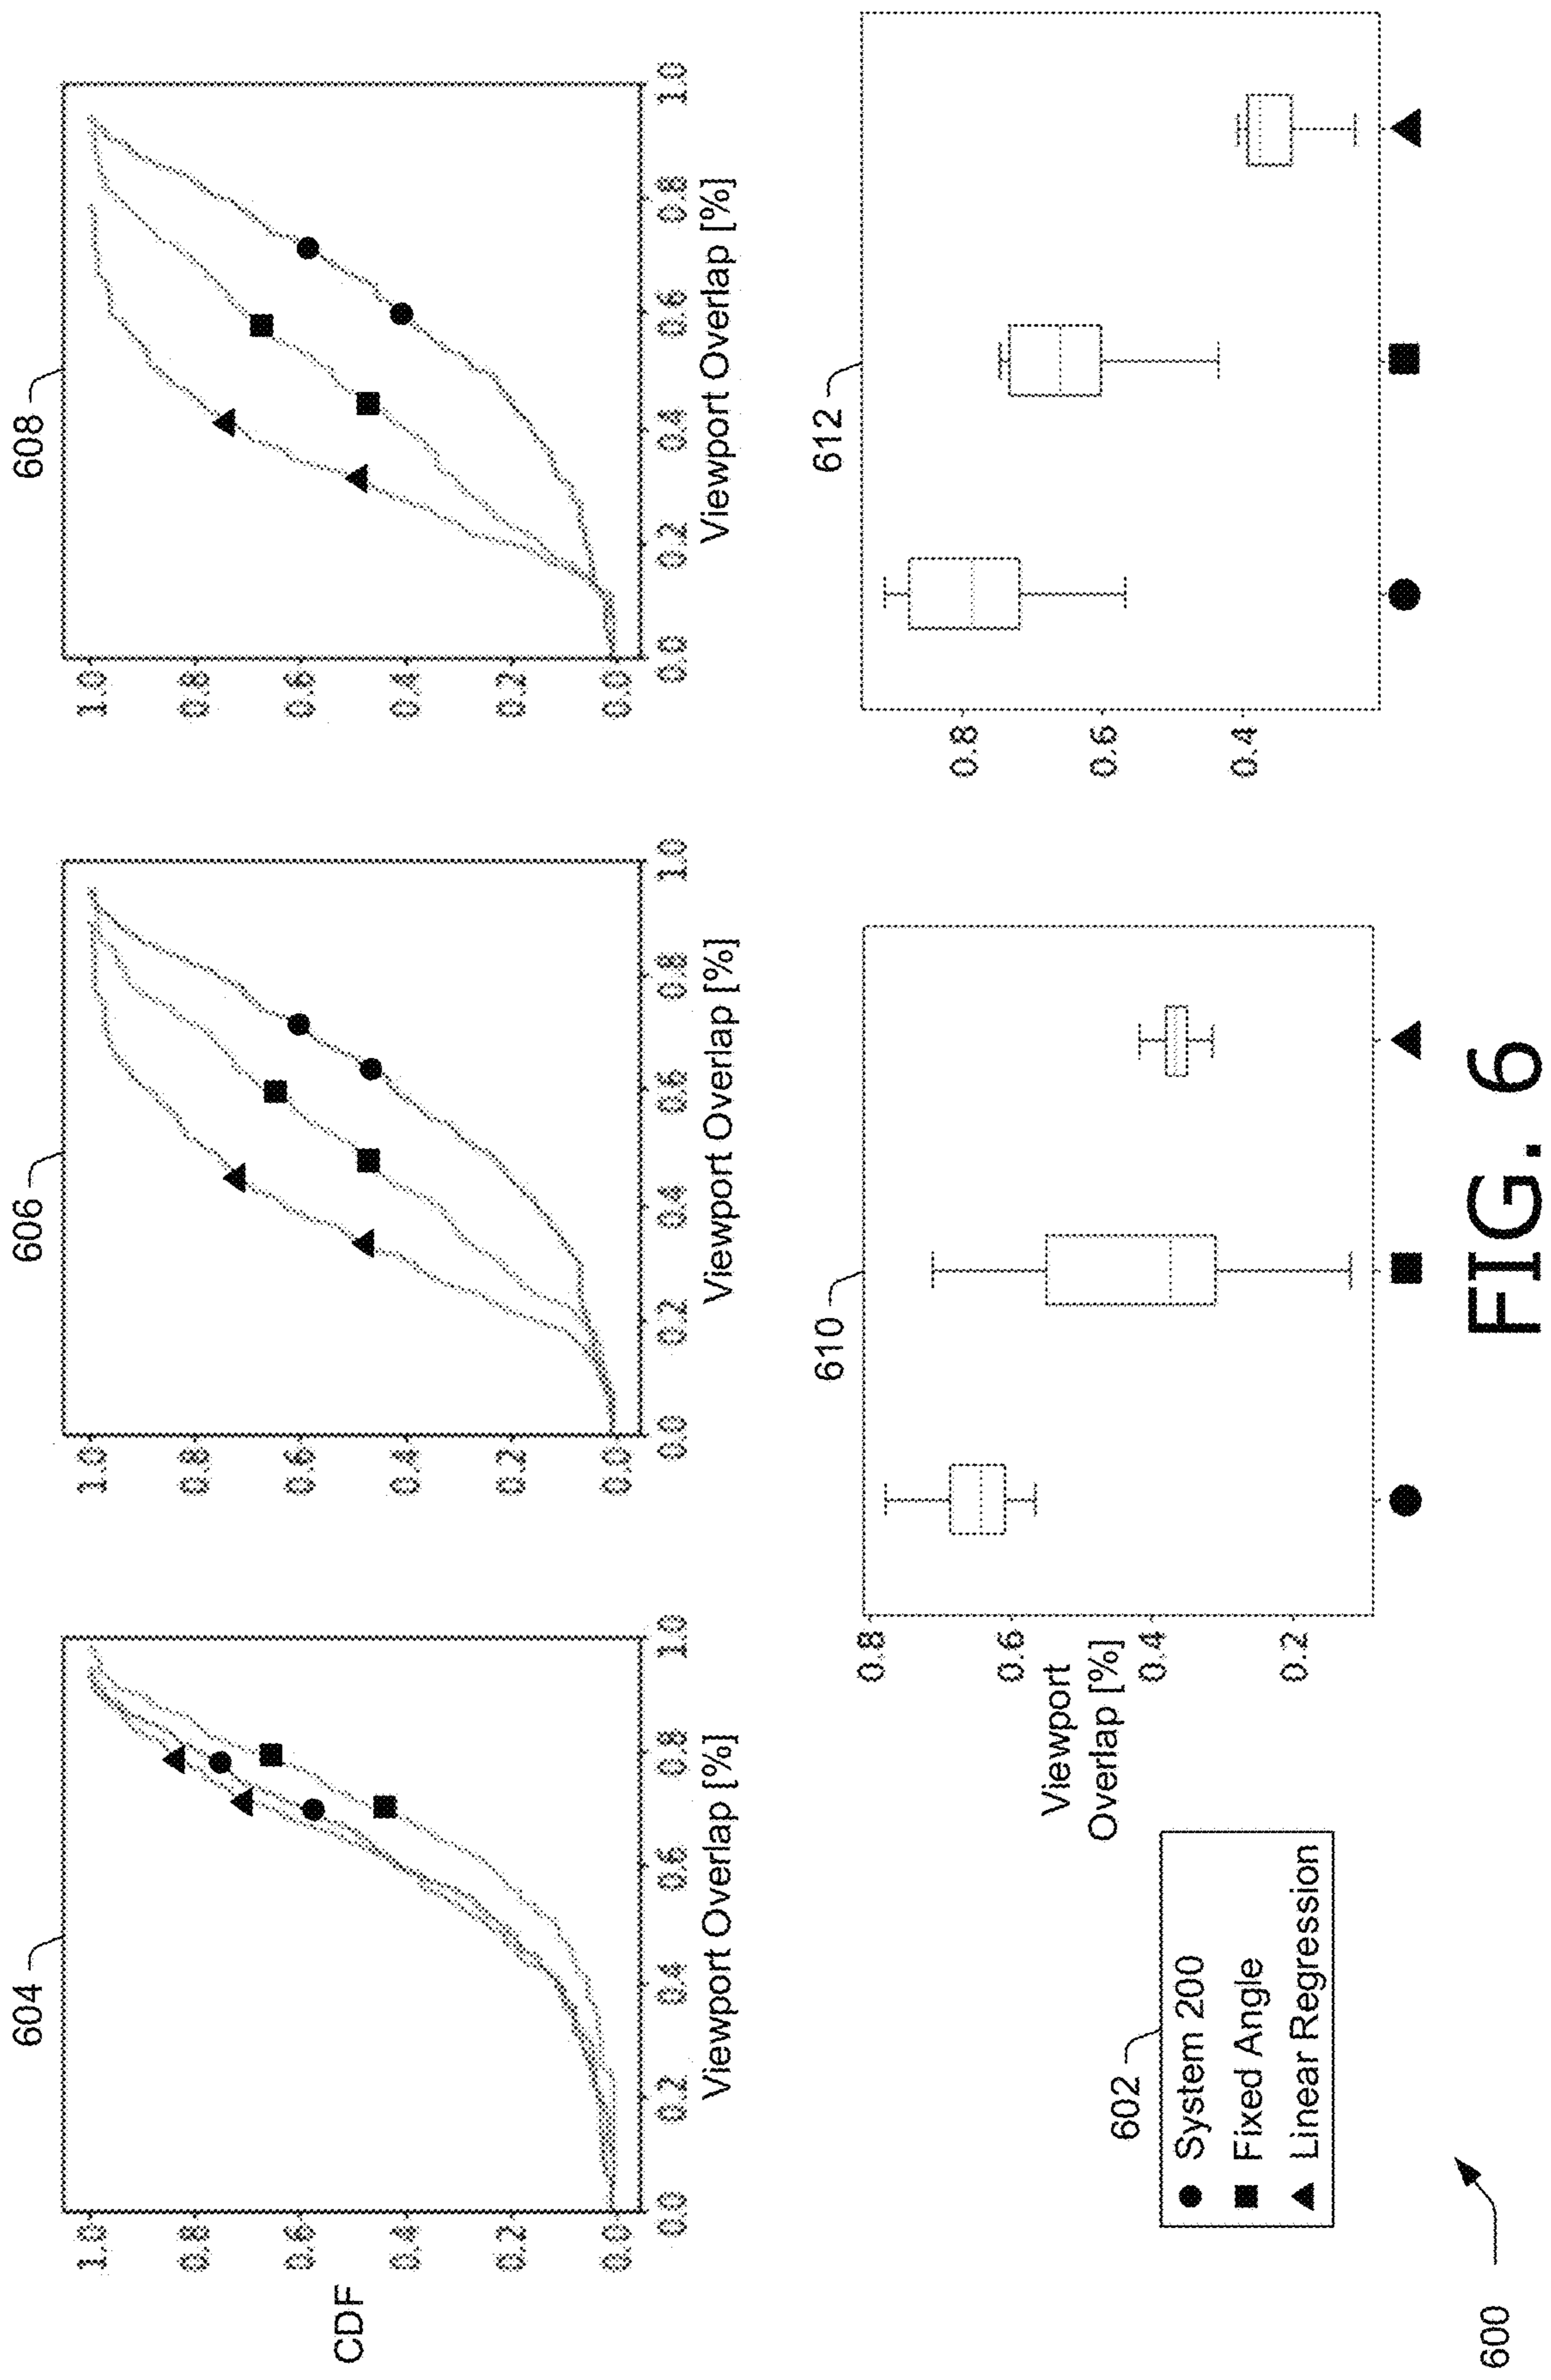 604
606
608
CDF
1.0
0.8
0.6
0.4
0.2
0.0
0.0 0.2 0.4 0.6 0.8 1.0
Viewport Overlap [%]
1.0
0.8
0.6
0.4
0.2
0.0
0.0 0.2 0.4 0.6 0.8 1.0
Viewport Overlap [%]
1.0
0.8
0.6
0.4
0.2
0.0
0.0 0.2 0.4 0.6 0.8 1.0
Viewport Overlap [%]
602
System 200
Fixed Angle
Linear Regression
610
Viewport
Overlap [%]
0.8
0.6
0.4
0.2
612
0.8
0.6
0.4
600
FIG. 6